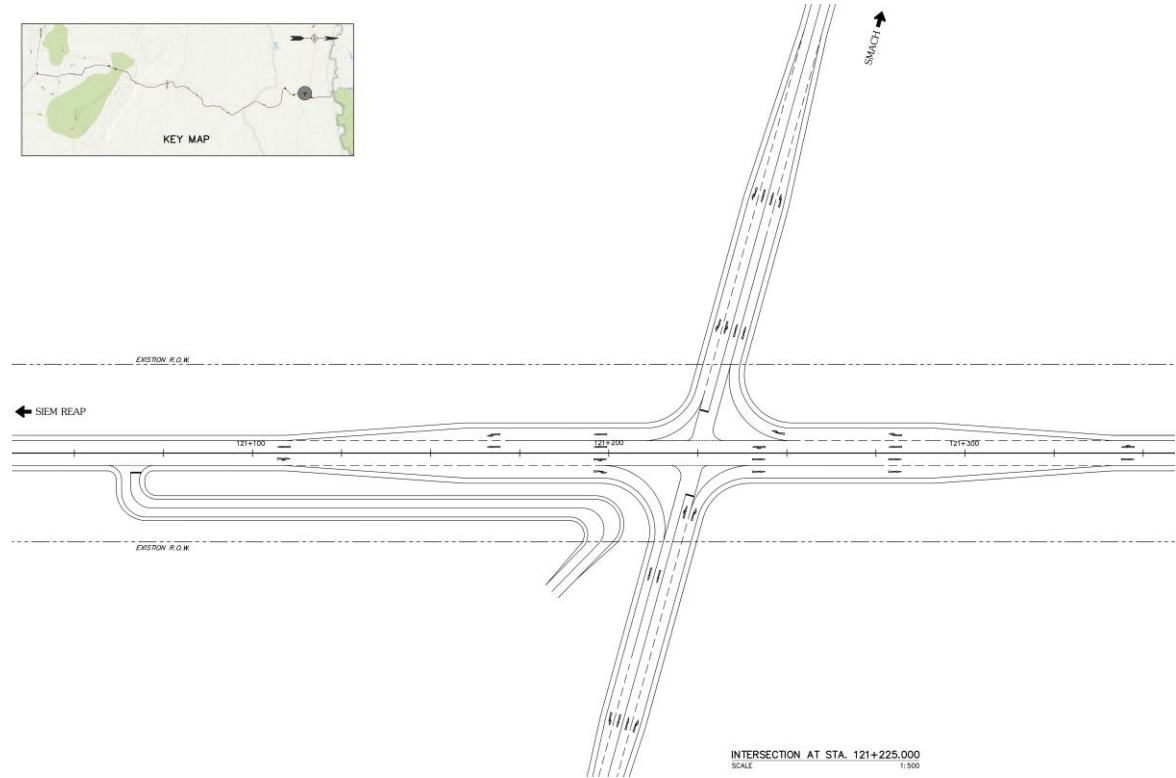 KEY MAP
SMACH
EXISTION R.O.W.
SIEM REAP
121+100
121+200
121+300
EXISTION R.O.W.
INTERSECTION AT STA. 121+225.000
SCALE 1:500